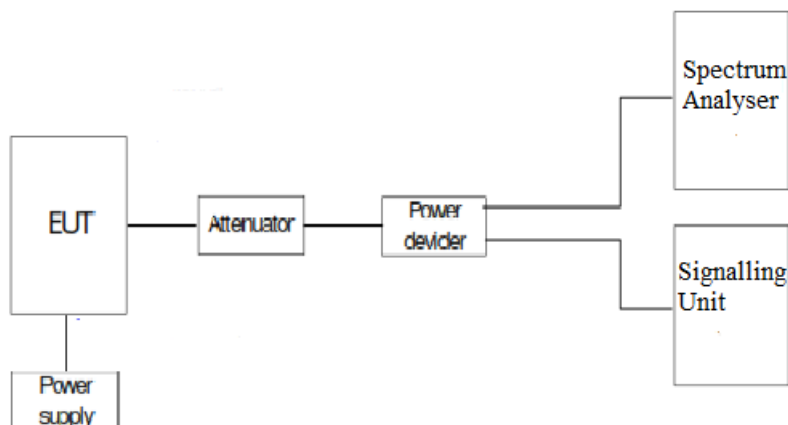 Spectrum
Analyser
EUT
Attenuator
Power
devider
Signalling
Unit
Power
supply